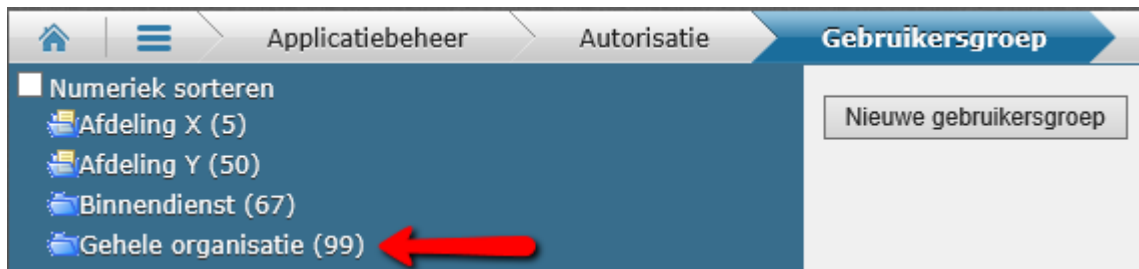 Applicatiebeheer Autorisatie Gebruikersgroep
Numeriek sorteren
Afdeling X (5)
Afdeling Y (50)
Binnendienst (67)
Gehele organisatie (99)
Nieuwe gebruikersgroep